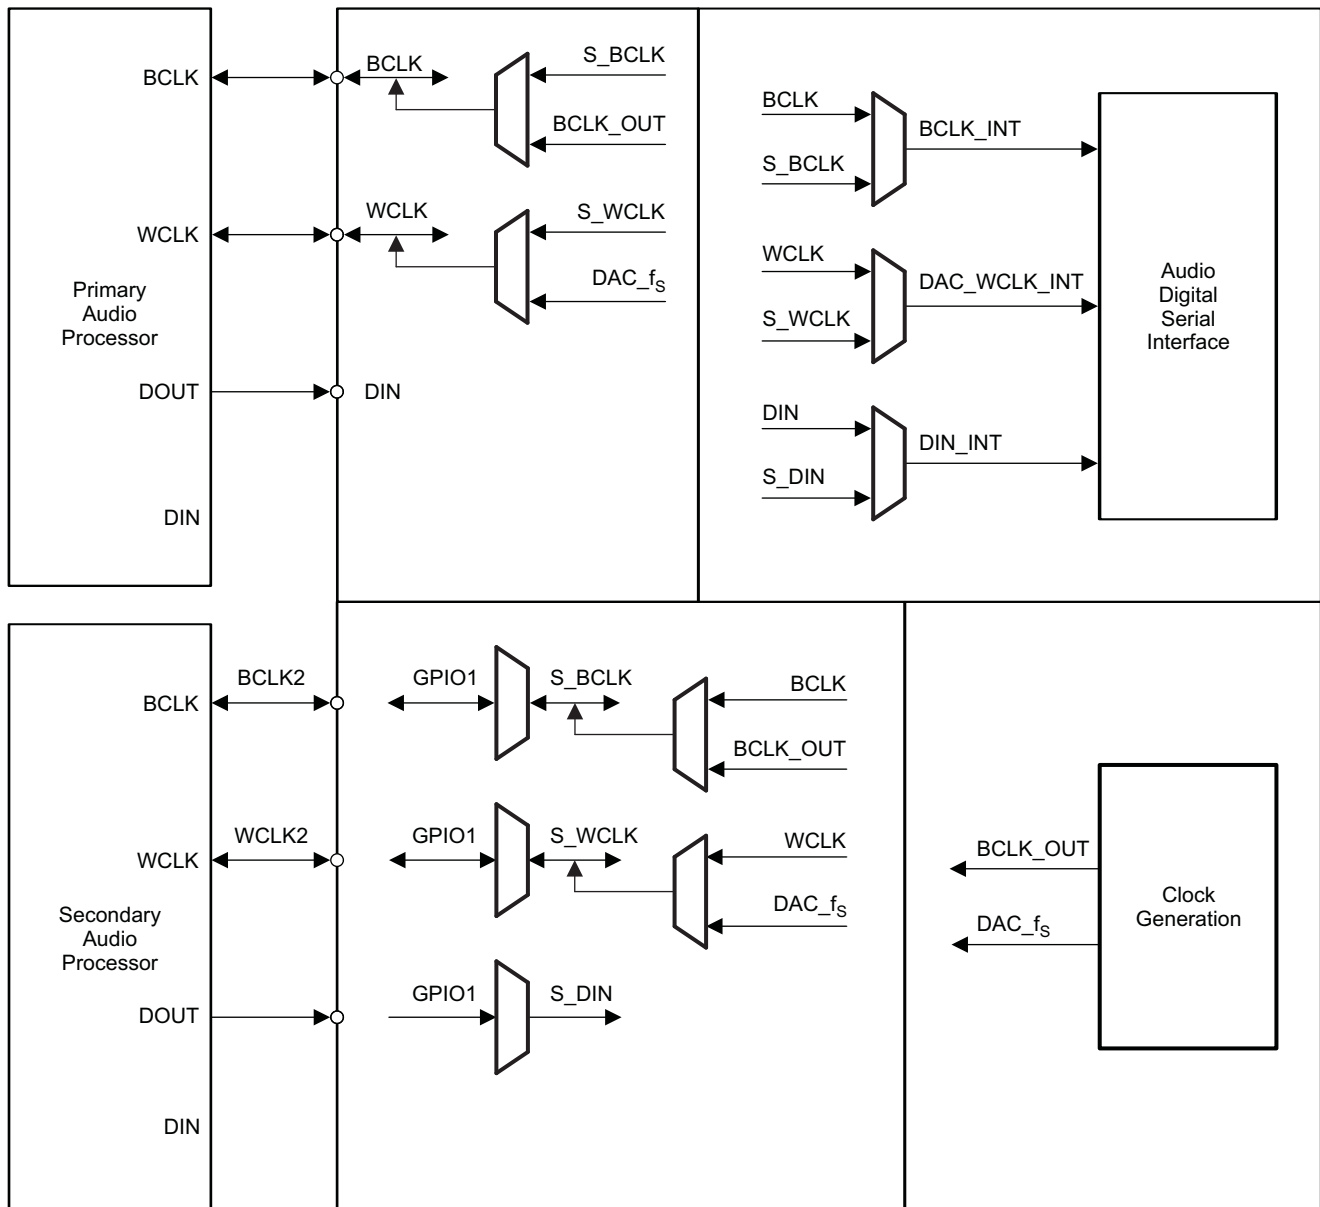 BCLK
WCLK
Primary
Audio
Processor
DOUT
DIN
BCLK
S_BCLK
BCLK_OUT
WCLK
S_WCLK
DAC_fS
DIN
BCLK
S_BCLK
BCLK_INT
WCLK
S_WCLK
DAC_WCLK_INT
DIN
S_DIN
DIN_INT
Audio
Digital
Serial
Interface
BCLK
WCLK
Secondary
Audio
Processor
DOUT
DIN
BCLK2
WCLK2
GPIO1
S_BCLK
BCLK
BCLK_OUT
GPIO1
S_WCLK
WCLK
DAC_fS
GPIO1
S_DIN
BCLK_OUT
DAC_fS
Clock
Generation